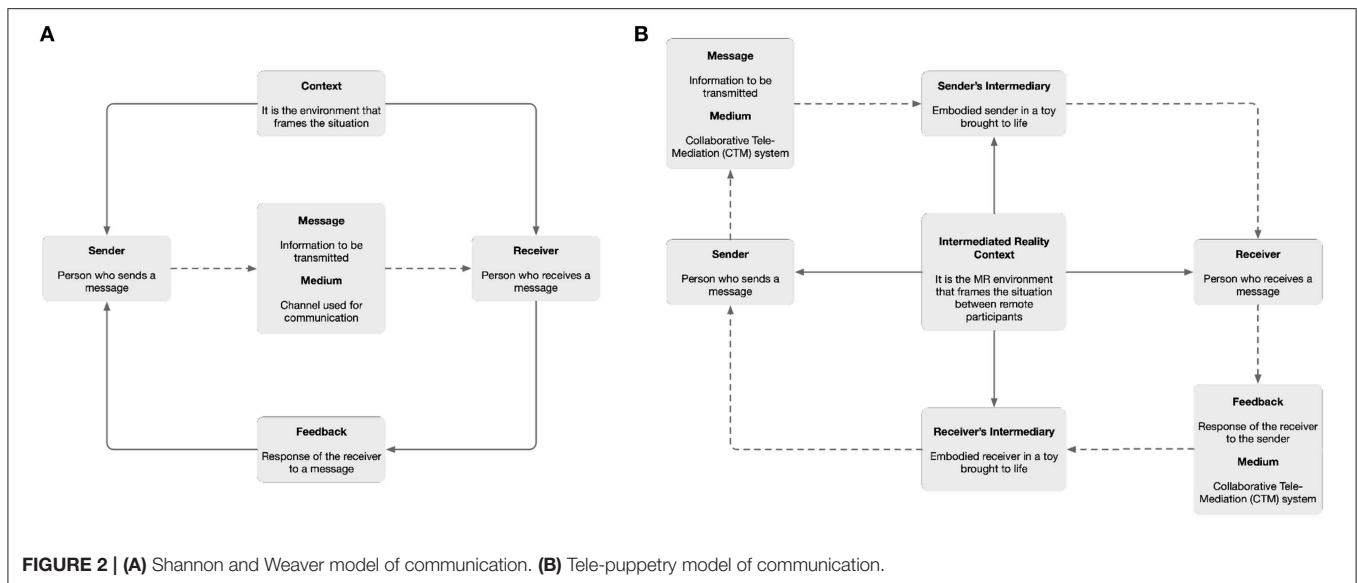 A
Context
It is the environment that
frames the situation
Sender
Person who sends a
message
Message
Information to be
transmitted
Medium
Channel used for
communication
Receiver
Person who receives a
message
Feedback
Response of the receiver
to a message
B
Message
Information to be
transmitted
Medium
Collaborative Tele-
Mediation (CTM) system
Sender's Intermediary
Embodied sender in a toy
brought to life
Sender
Person who sends a
message
Intermediated Reality
Context
It is the MR environment
that frames the situation
between remote
participants
Receiver
Person who receives a
message
Receiver's Intermediary
Embodied receiver in a toy
brought to life
Feedback
Response of the receiver
to the sender
Medium
Collaborative Tele-
Mediation (CTM) system
FIGURE 2 | (A) Shannon and Weaver model of communication. (B) Tele-puppetry model of communication.